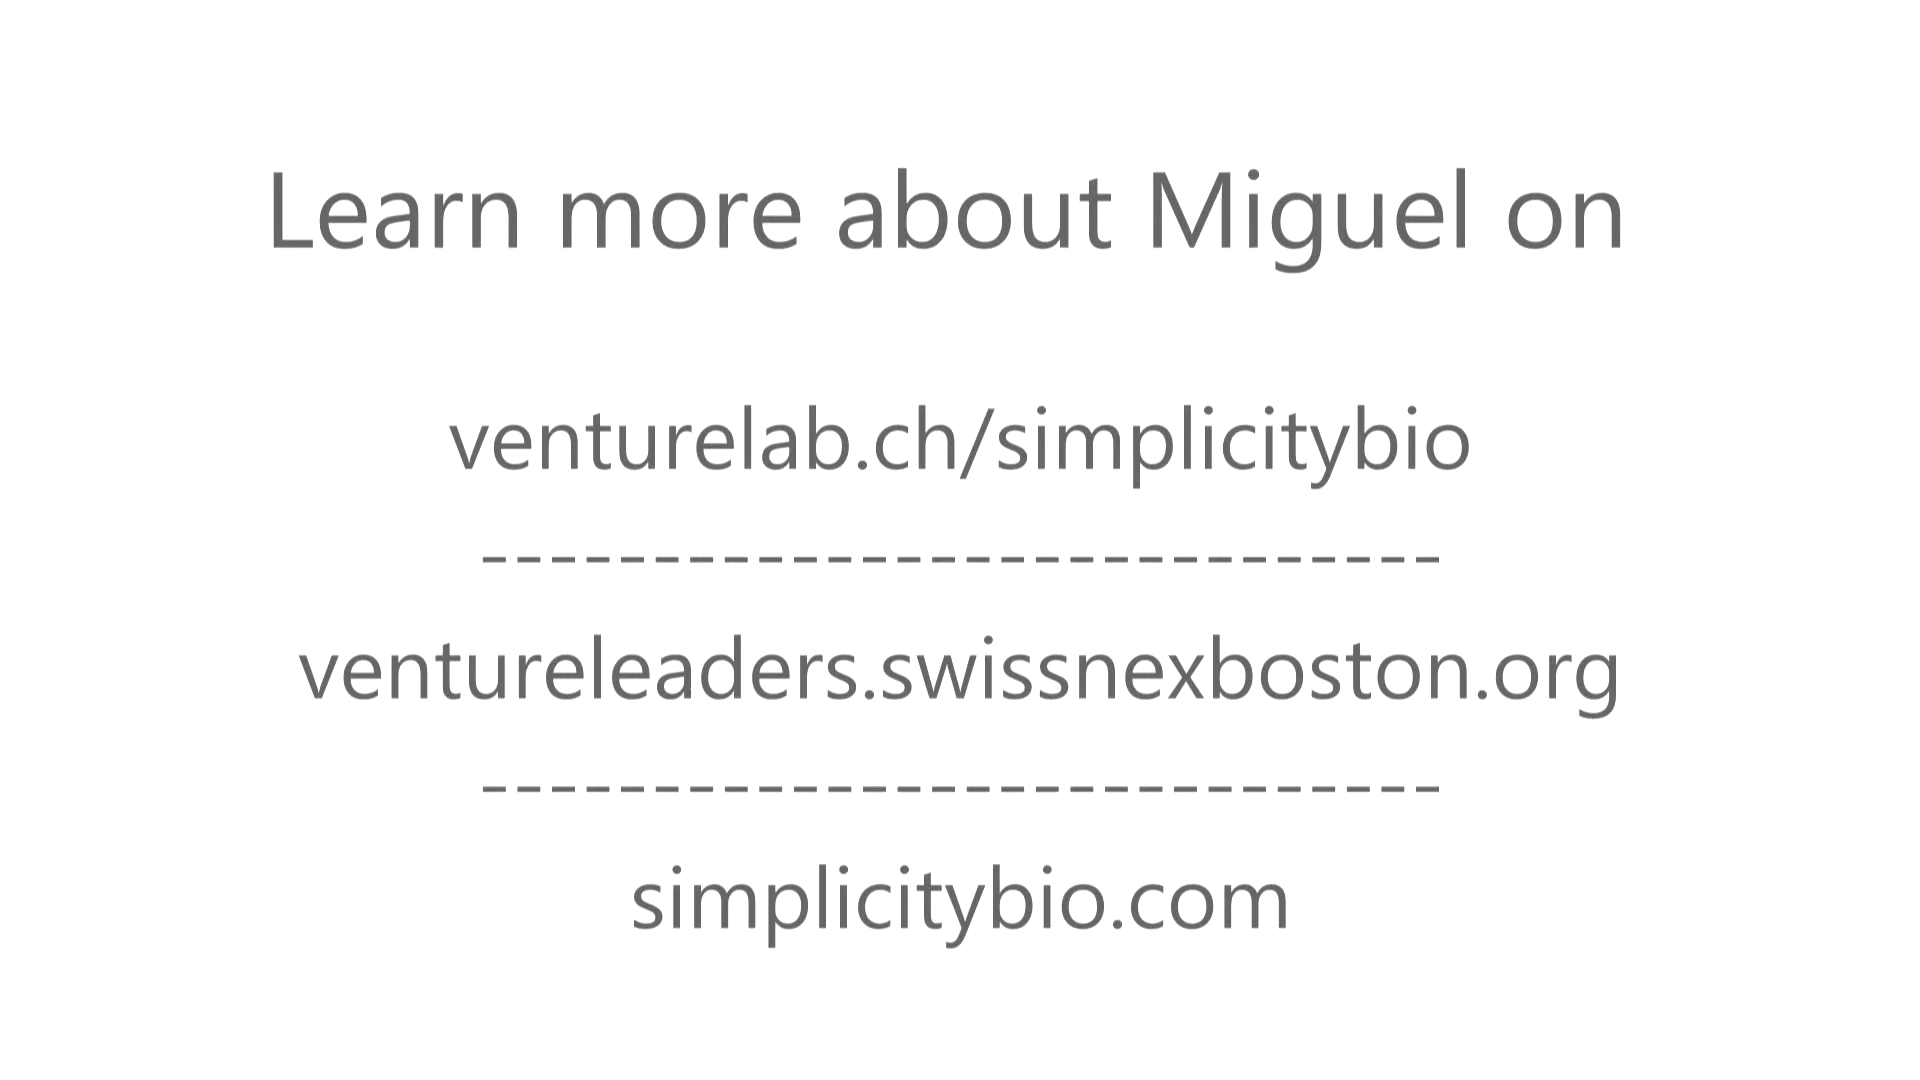 Learn more about Miguel on
venturelab.ch/simplicitybio
----------------------------
ventureleaders.swissnexboston.org
----------------------------
simplicitybio.com